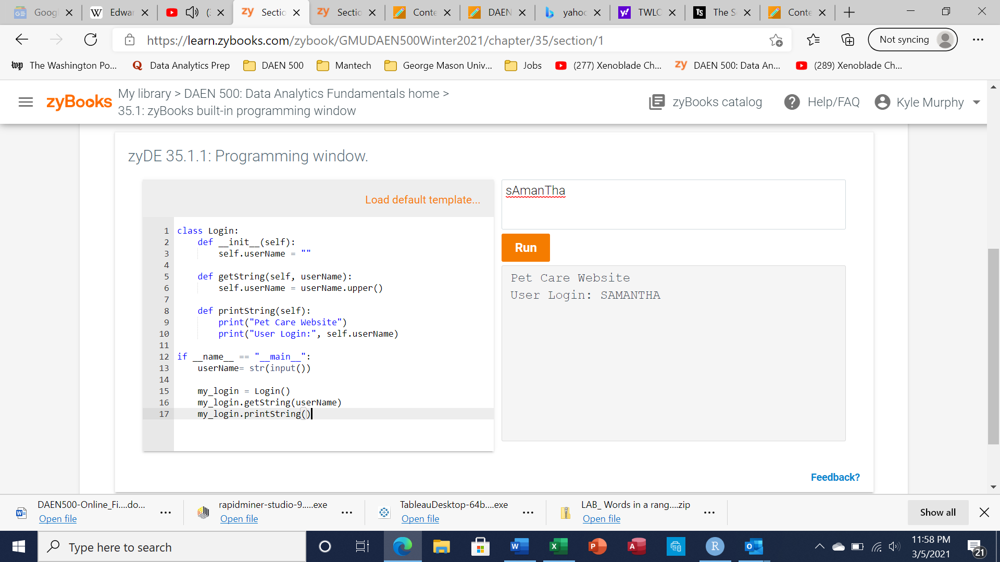 Goog
Edwar
(
Sectio
Sectio
Conte
DAEN
yahoo
TWLC
The S
Conte
https://learn.zybooks.com/zybook/GMUDAEN500Winter2021/chapter/35/section/1
Not syncing
The Washington Po...
Data Analytics Prep
DAEN 500
Mantech
George Mason Univ...
Jobs
(277) Xenoblade Ch...
DAEN 500: Data An...
(289) Xenoblade Ch...
zyBooks
My library > DAEN 500: Data Analytics Fundamentals home >
35.1: zyBooks built-in programming window
zyBooks catalog
Help/FAQ
Kyle Murphy
zyDE 35.1.1: Programming window.
Load default template...
1 class Login:
2 def __init__(self):
3 self.userName = ""
4
5 def getString(self, userName):
6 self.userName = userName.upper()
7
8 def printString(self):
9 print("Pet Care Website")
10 print("User Login:", self.userName)
11
12 if __name__ == "__main__":
13 userName= str(input())
14
15 my_login = Login()
16 my_login.getString(userName)
17 my_login.printString()
sAmanTha
Run
Pet Care Website
User Login: SAMANTHA
Feedback?
DAEN500-Online_Fi....do...
Open file
rapidminer-studio-9.....exe
Open file
TableauDesktop-64b....exe
Open file
LAB_ Words in a rang....zip
Open file
Show all
Type here to search
11:58 PM
3/5/2021
21